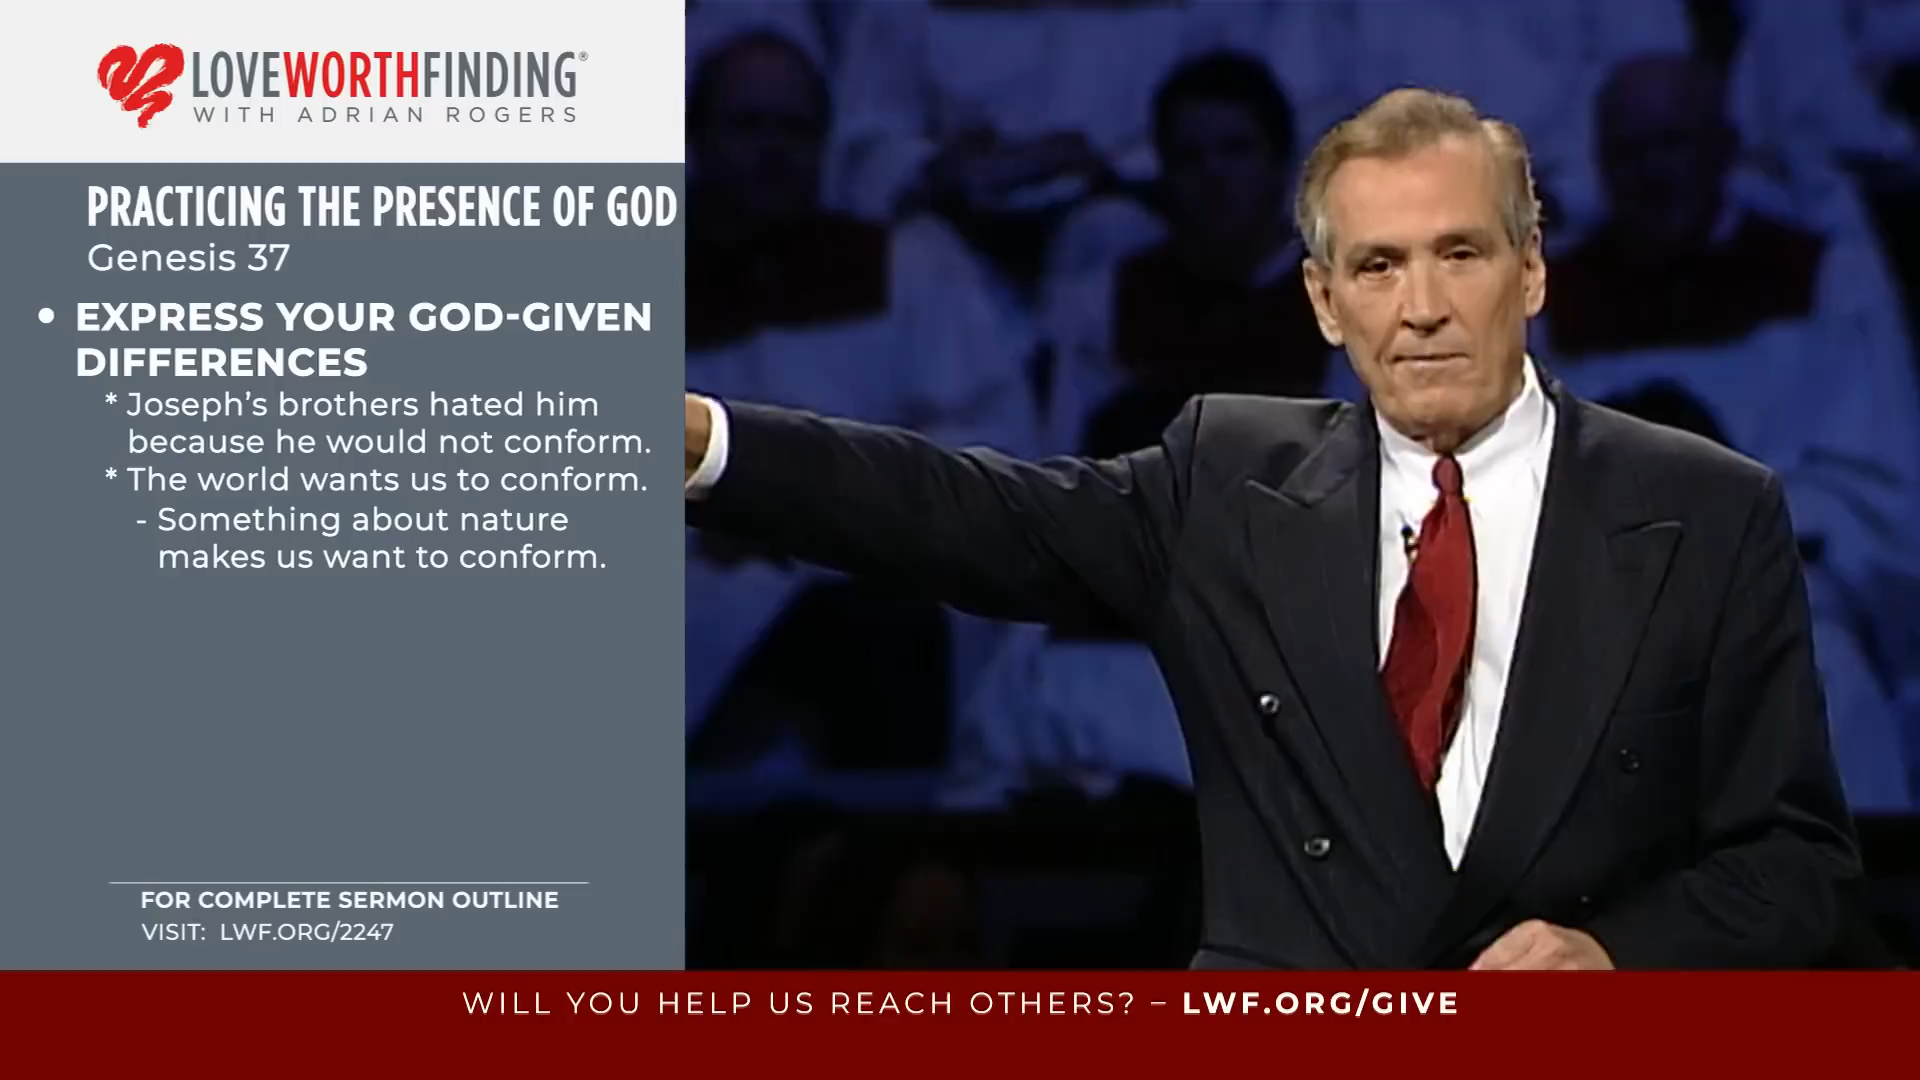 LOVEWORTHFINDING®
WITH ADRIAN ROGERS
PRACTICING THE PRESENCE OF GOD
Genesis 37
• EXPRESS YOUR GOD-GIVEN
DIFFERENCES
* Joseph's brothers hated him
because he would not conform.
* The world wants us to conform.
- Something about nature
makes us want to conform.
FOR COMPLETE SERMON OUTLINE
VISIT: LWF.ORG/2247
WILL YOU HELP US REACH OTHERS? – LWF.ORG/GIVE